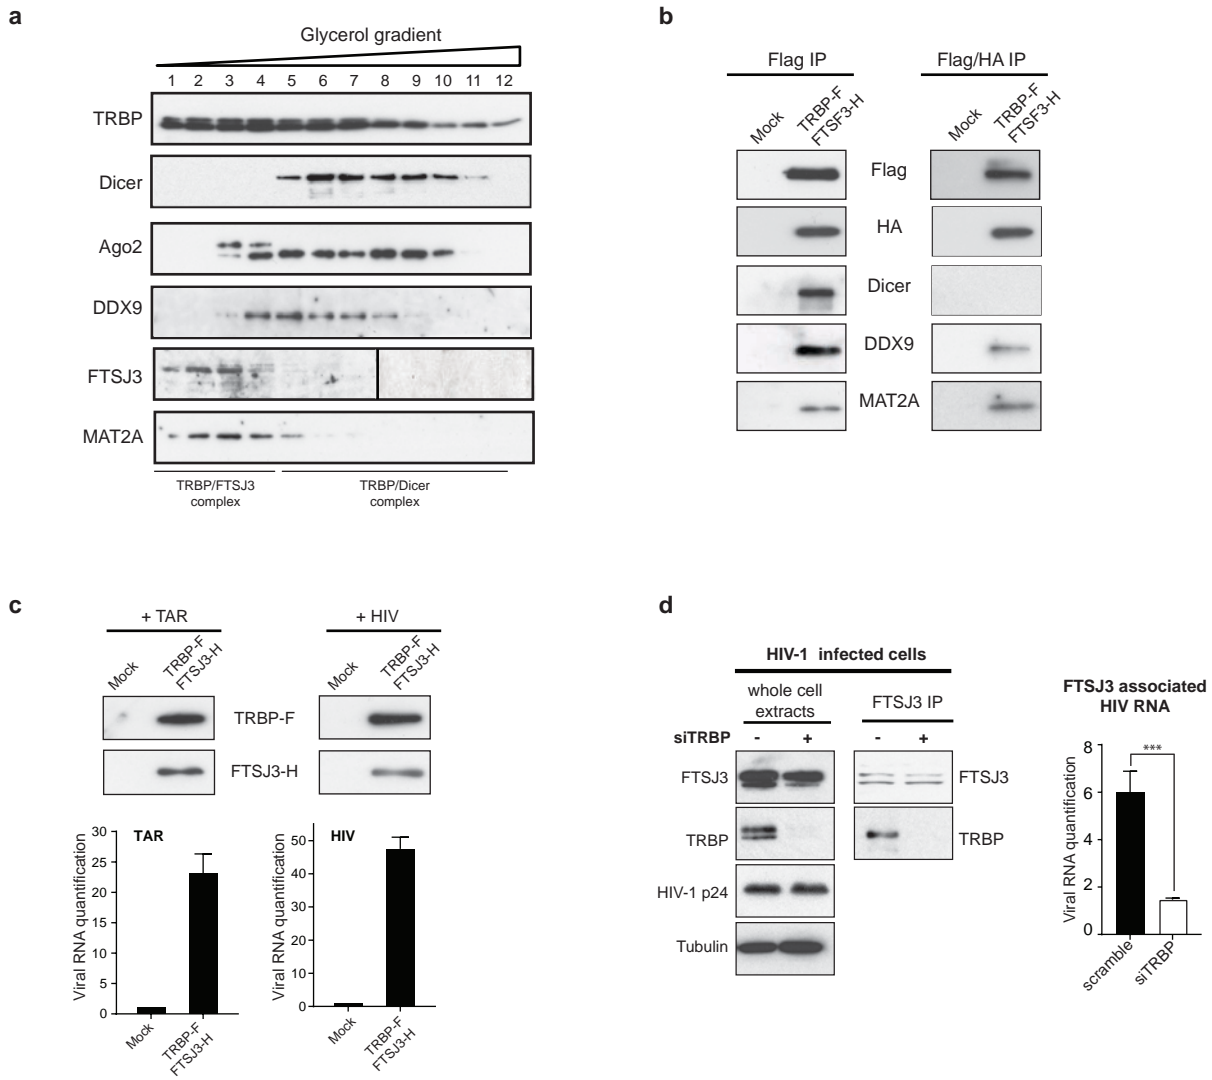 a
Glycerol gradient
1 2 3 4 5 6 7 8 9 10 11 12
TRBP
Dicer
Ago2
DDX9
FTSJ3
MAT2A
TRBP/FTSJ3
complex
TRBP/Dicer
complex
b
Flag IP
Flag/HA IP
Mock
TRBP-F
FTSF3-H
Mock
TRBP-F
FTSF3-H
Flag
HA
Dicer
DDX9
MAT2A
c
+ TAR
+ HIV
Mock
TRBP-F
FTSJ3-H
Mock
TRBP-F
FTSJ3-H
TRBP-F
FTSJ3-H
TAR
Viral RNA quantification
30
25
20
15
10
5
0
Mock
TRBP-F
FTSJ3-H
HIV
Viral RNA quantification
50
40
30
20
10
0
Mock
TRBP-F
FTSJ3-H
d
HIV-1 infected cells
whole cell
extracts
FTSJ3 IP
siTRBP - + - +
FTSJ3
FTSJ3
TRBP
TRBP
HIV-1 p24
Tubulin
FTSJ3 associated
HIV RNA
Viral RNA quantification
8
6
4
2
0
***
scramble
siTRBP